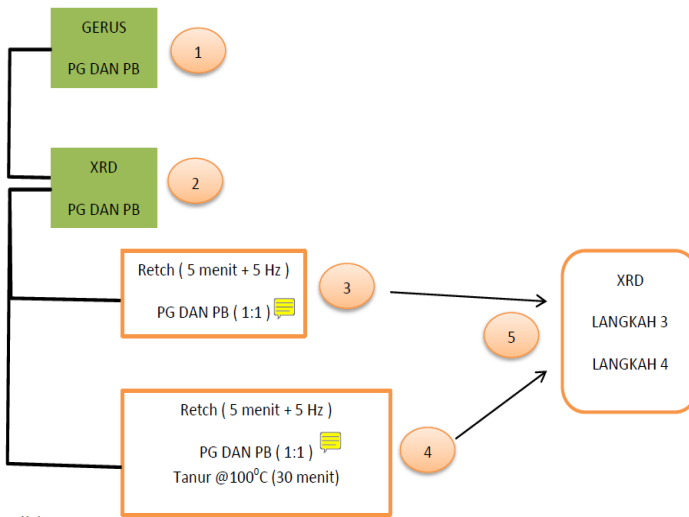 GERUS
PG DAN PB
1
XRD
PG DAN PB
2
Retch ( 5 menit + 5 Hz )
PG DAN PB ( 1:1 )
3
Retch ( 5 menit + 5 Hz )
PG DAN PB ( 1:1 )
Tanur @100⁰C (30 menit)
4
5
XRD
LANGKAH 3
LANGKAH 4